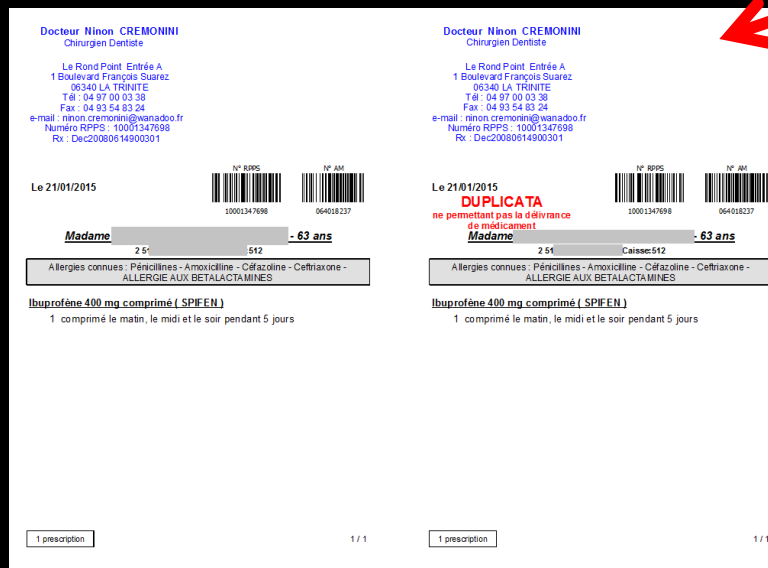 Docteur Ninon CREMONINI
Chirurgien Dentiste
Le Rond Point Entrée A
1 Boulevard François Suarez
06340 LA TRINITE
Tél : 04 97 00 03 38
Fax : 04 93 54 83 24
e-mail : ninon.cremonini@wanadoo.fr
Numéro RPPS : 10001347698
Rx : Dec20080614900301
N° RPPS
N° AM
Le 21/01/2015
10001347698
064018237
Madame - 63 ans
2 51 512
Allergies connues : Pénicillines - Amoxicilline - Céfazoline - Ceftriaxone -
ALLERGIE AUX BETALACTAMINES
Ibuprofène 400 mg comprimé ( SPIFEN )
1 comprimé le matin, le midi et le soir pendant 5 jours
1 prescription
1 / 1
Docteur Ninon CREMONINI
Chirurgien Dentiste
Le Rond Point Entrée A
1 Boulevard François Suarez
06340 LA TRINITE
Tél : 04 97 00 03 38
Fax : 04 93 54 83 24
e-mail : ninon.cremonini@wanadoo.fr
Numéro RPPS : 10001347698
Rx : Dec20080614900301
N° RPPS
N° AM
Le 21/01/2015
10001347698
064018237
DUPLICATA
ne permettant pas la délivrance
de médicament
Madame - 63 ans
2 51 Caisse:512
Allergies connues : Pénicillines - Amoxicilline - Céfazoline - Ceftriaxone -
ALLERGIE AUX BETALACTAMINES
Ibuprofène 400 mg comprimé ( SPIFEN )
1 comprimé le matin, le midi et le soir pendant 5 jours
1 prescription
1 / 1